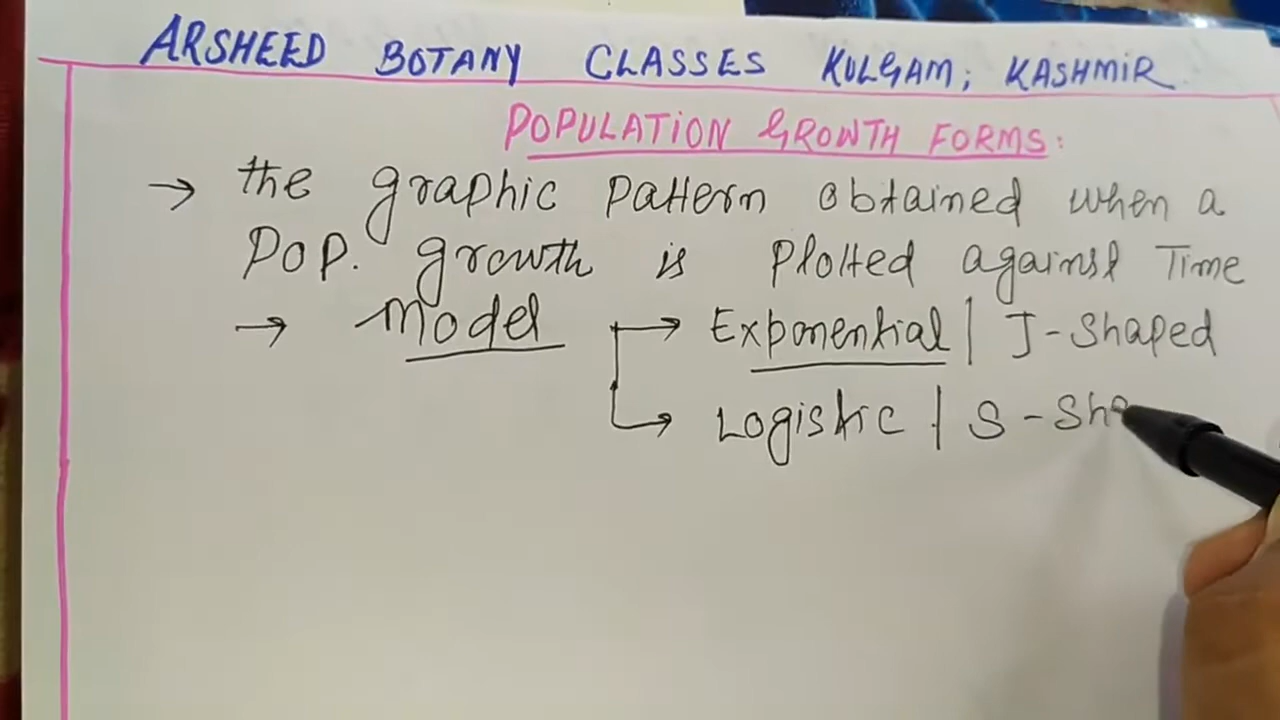 ARSHEED BOTANY CLASSES KULGAM; KASHMIR
POPULATION GROWTH FORMS:
→ the graphic pattern obtained when a
POP. growth is Plotted against Time
→ Model → Exponential | J-Shaped
→ Logistic | S-Sha